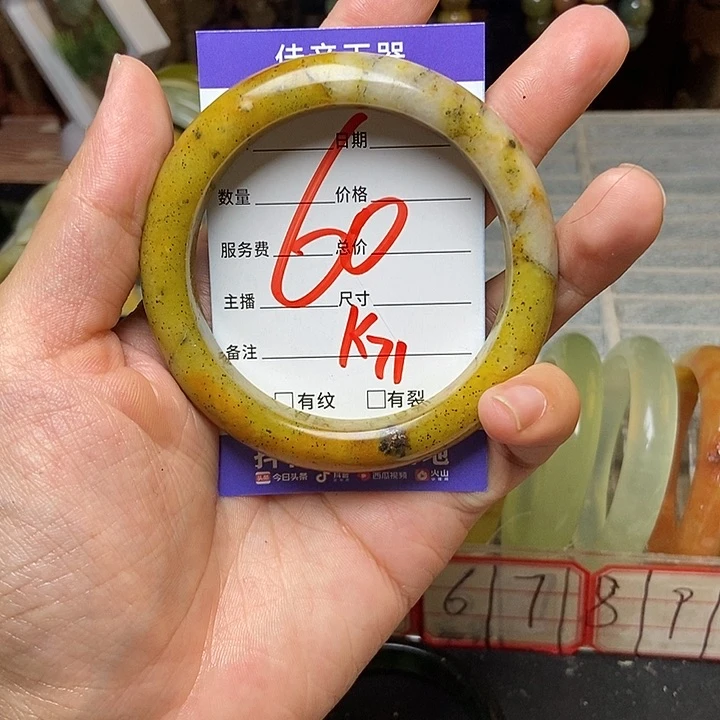 佳音玉器
日期
数量 价格
60
服务费 总价
主播 尺寸
K71
备注
有纹 有裂
今日头条 抖音 西瓜视频 火山
6 7 8 9